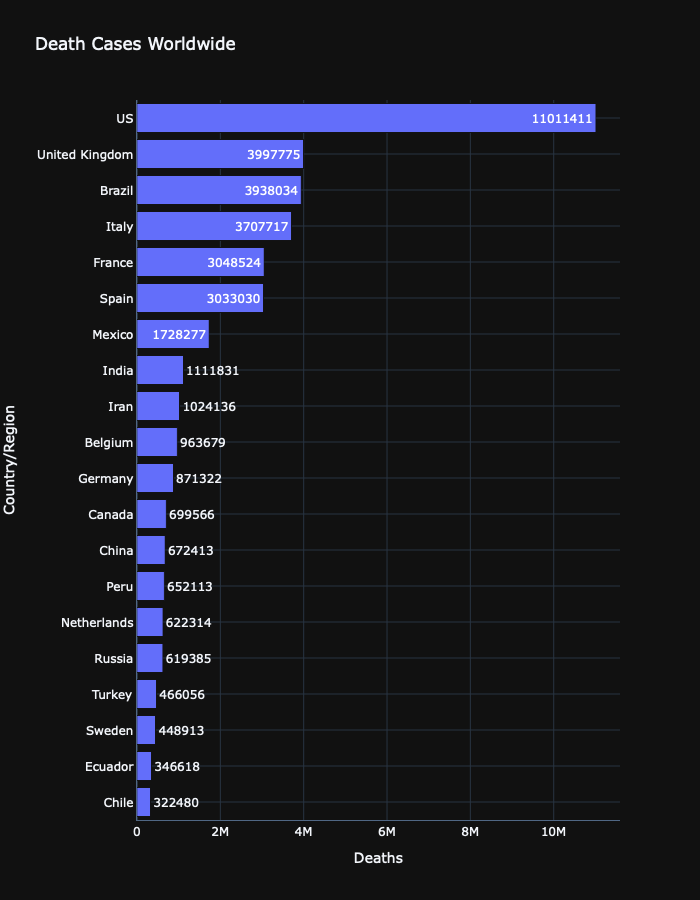 Death Cases Worldwide
US 11011411
United Kingdom 3997775
Brazil 3938034
Italy 3707717
France 3048524
Spain 3033030
Mexico 1728277
India 1111831
Iran 1024136
Belgium 963679
Germany 871322
Canada 699566
China 672413
Peru 652113
Netherlands 622314
Russia 619385
Turkey 466056
Sweden 448913
Ecuador 346618
Chile 322480
0 2M 4M 6M 8M 10M
Deaths
Country/Region